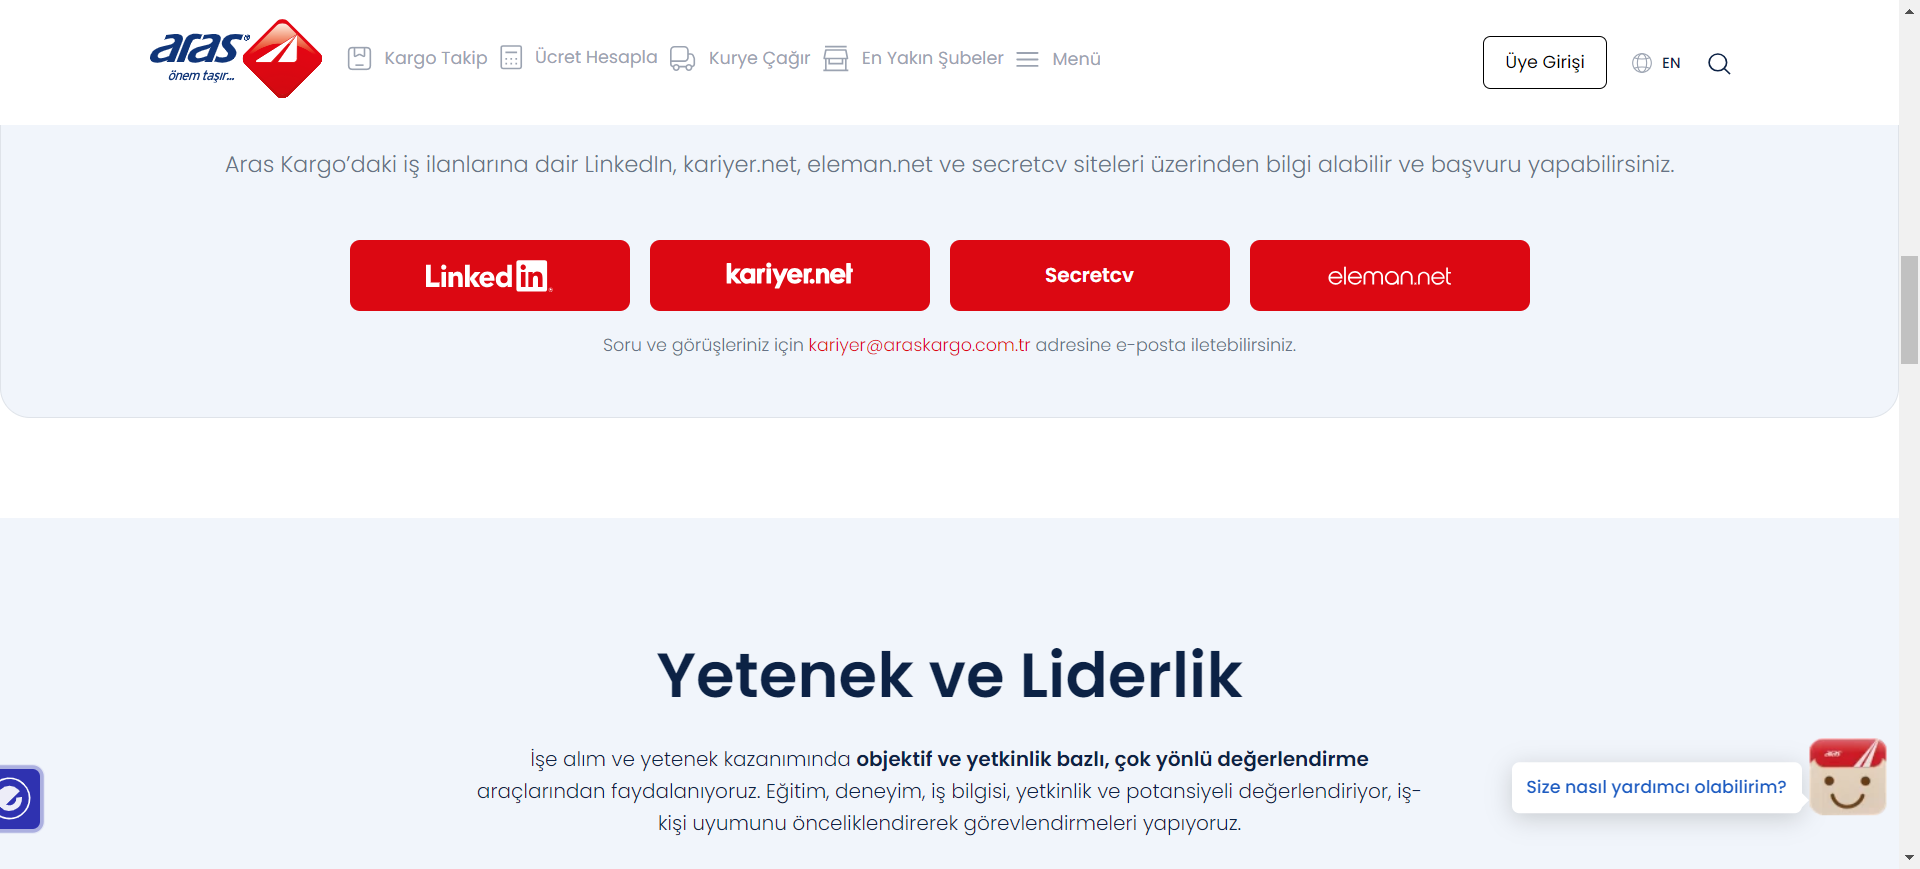 aras
önem taşır...
Kargo Takip
Ücret Hesapla
Kurye Çağır
En Yakın Şubeler
Menü
Üye Girişi
EN
Aras Kargo’daki iş ilanlarına dair LinkedIn, kariyer.net, eleman.net ve secretcv siteleri üzerinden bilgi alabilir ve başvuru yapabilirsiniz.
LinkedIn
kariyer.net
Secretcv
eleman.net
Soru ve görüşleriniz için kariyer@araskargo.com.tr adresine e-posta iletebilirsiniz.
Yetenek ve Liderlik
İşe alım ve yetenek kazanımında objektif ve yetkinlik bazlı, çok yönlü değerlendirme
araçlarından faydalanıyoruz. Eğitim, deneyim, iş bilgisi, yetkinlik ve potansiyeli değerlendiriyor, iş-
kişi uyumunu önceliklendirerek görevlendirmeleri yapıyoruz.
Size nasıl yardımcı olabilirim?
aras